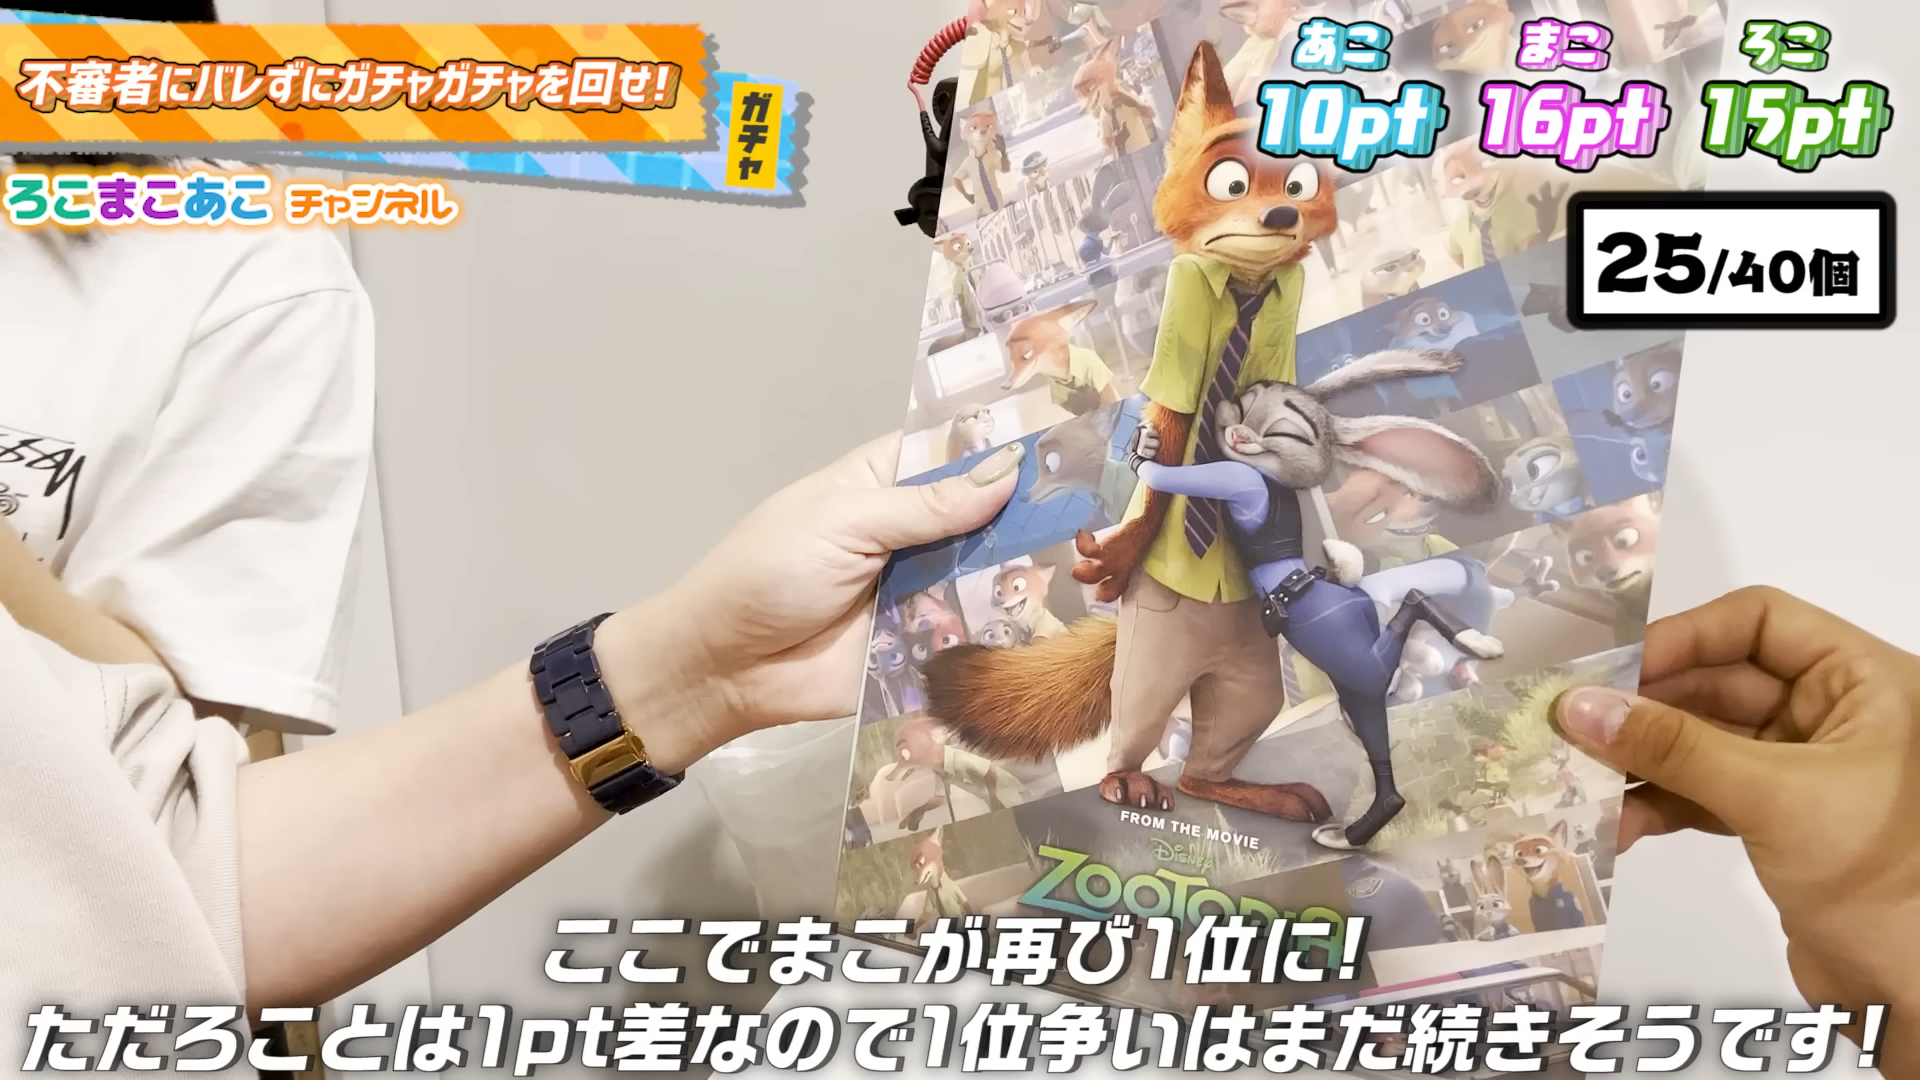 不審者にバレずにガチャガチャを回せ!
ガチャ
ろこまこあこ チャンネル
あこ まこ ろこ
10pt 16pt 15pt
25/40個
FROM THE MOVIE
Disney
ZOOTOPIA
ここでまこが再び1位に!
ただろことは1pt差なので1位争いはまだ続きそうです!